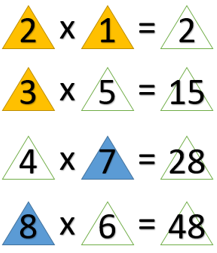 2 x 1 = 2
3 x 5 = 15
4 x 7 = 28
8 x 6 = 48